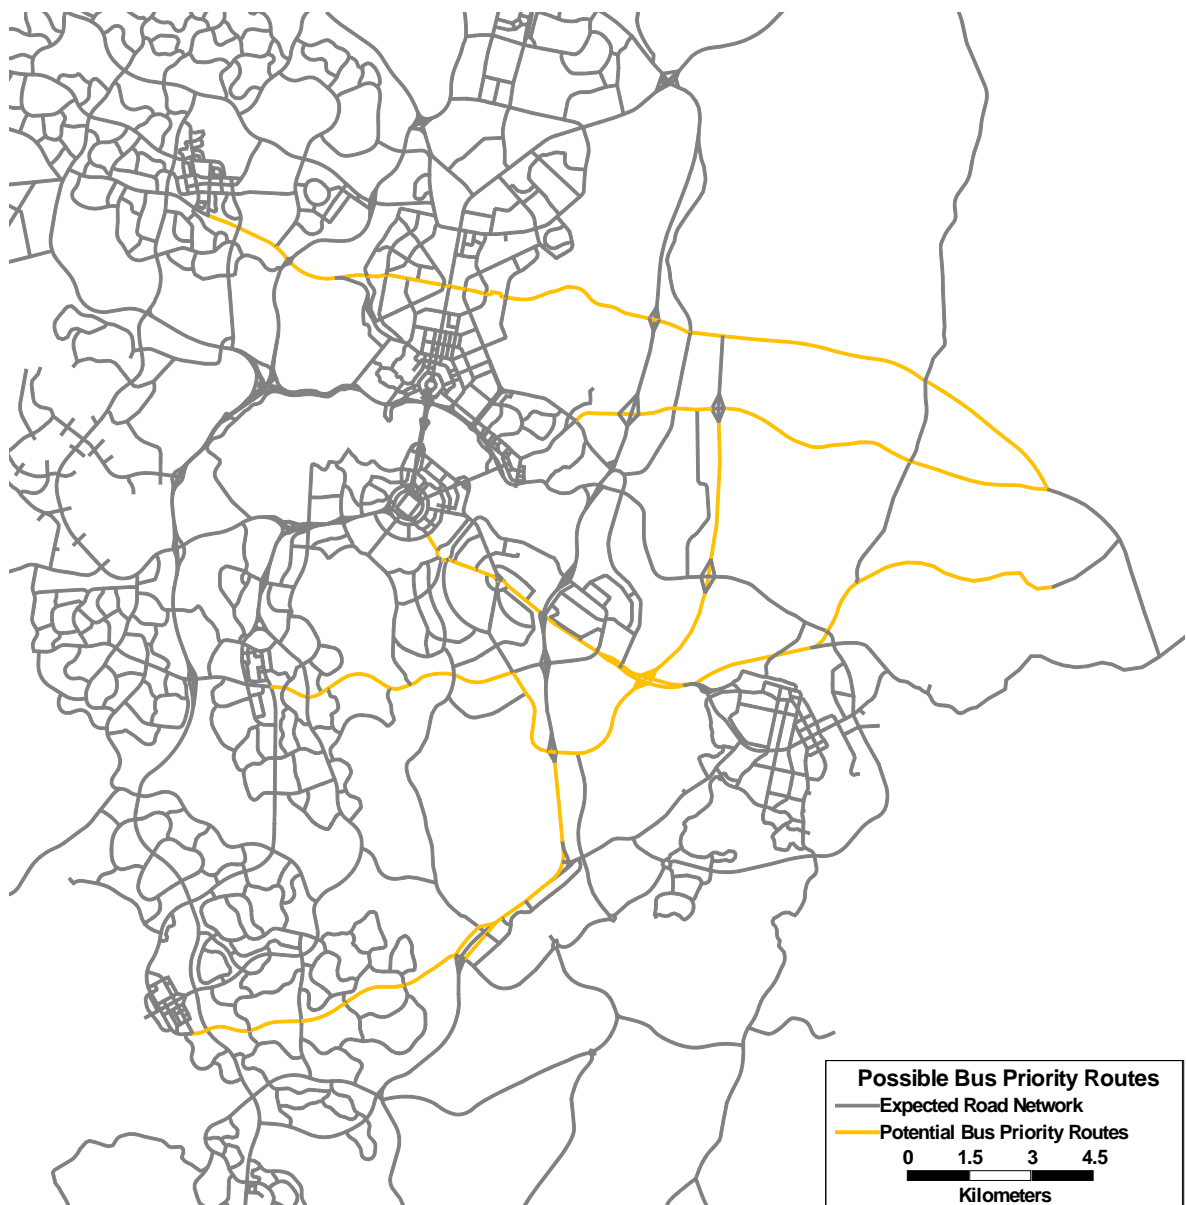 Possible Bus Priority Routes
Expected Road Network
Potential Bus Priority Routes
0 1.5 3 4.5
Kilometers